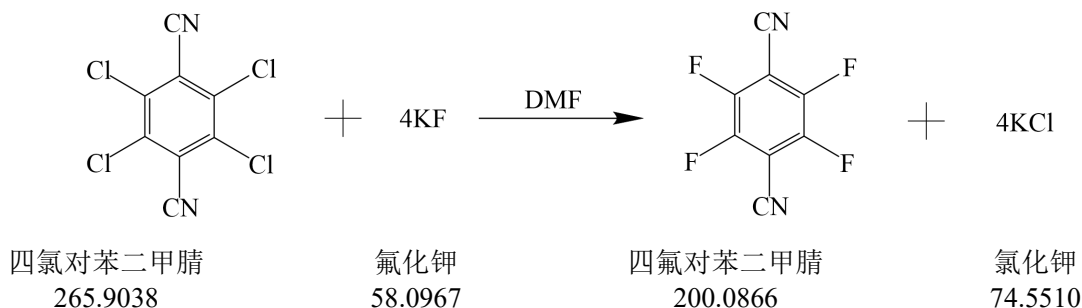 CN
Cl
Cl
Cl
Cl
CN
4KF
DMF
CN
F
F
F
F
CN
4KCl
四氯对苯二甲腈
氟化钾
四氟对苯二甲腈
氯化钾
265.9038
58.0967
200.0866
74.5510